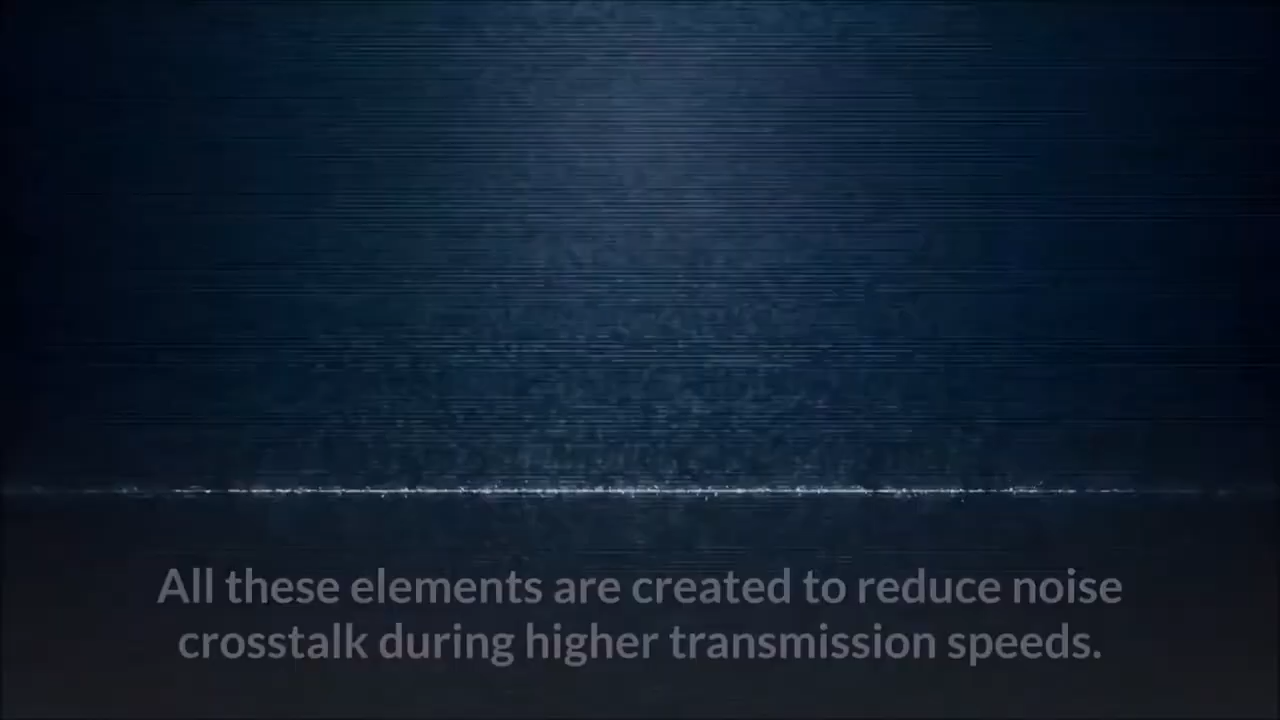 All these elements are created to reduce noise
crosstalk during higher transmission speeds.